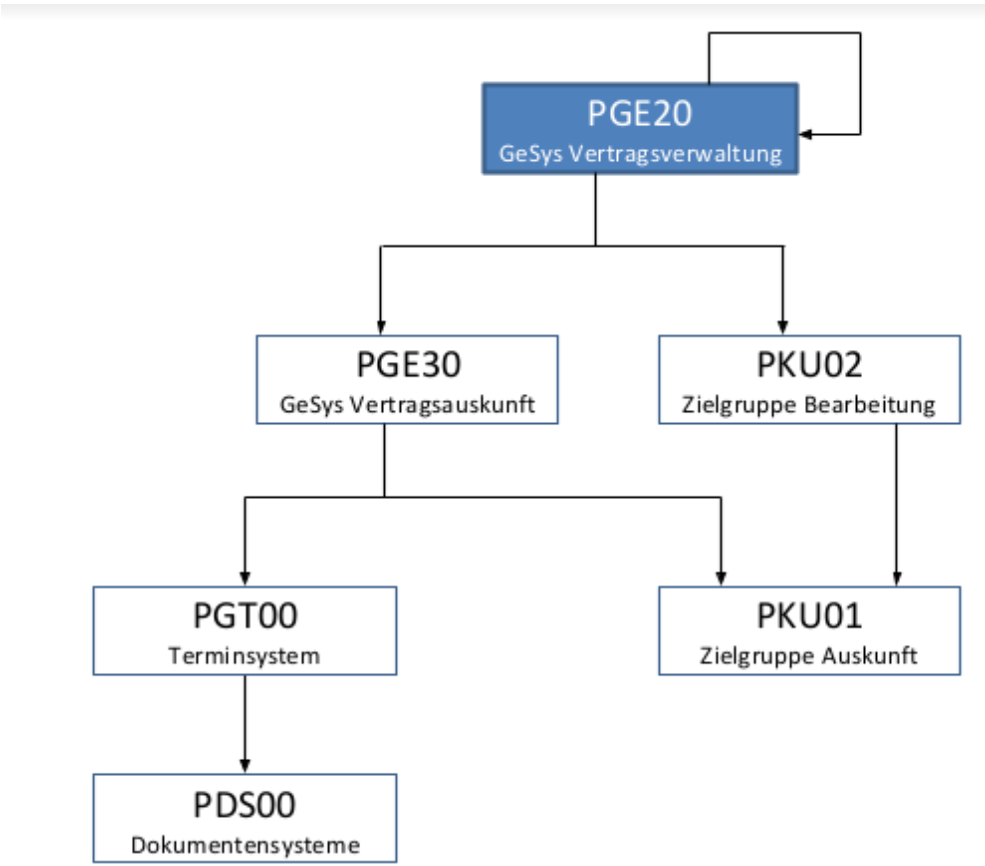 PGE20
GeSys Vertragsverwaltung
PGE30
GeSys Vertragsauskunft
PKU02
Zielgruppe Bearbeitung
PGT00
Terminsystem
PKU01
Zielgruppe Auskunft
PDS00
Dokumentensysteme